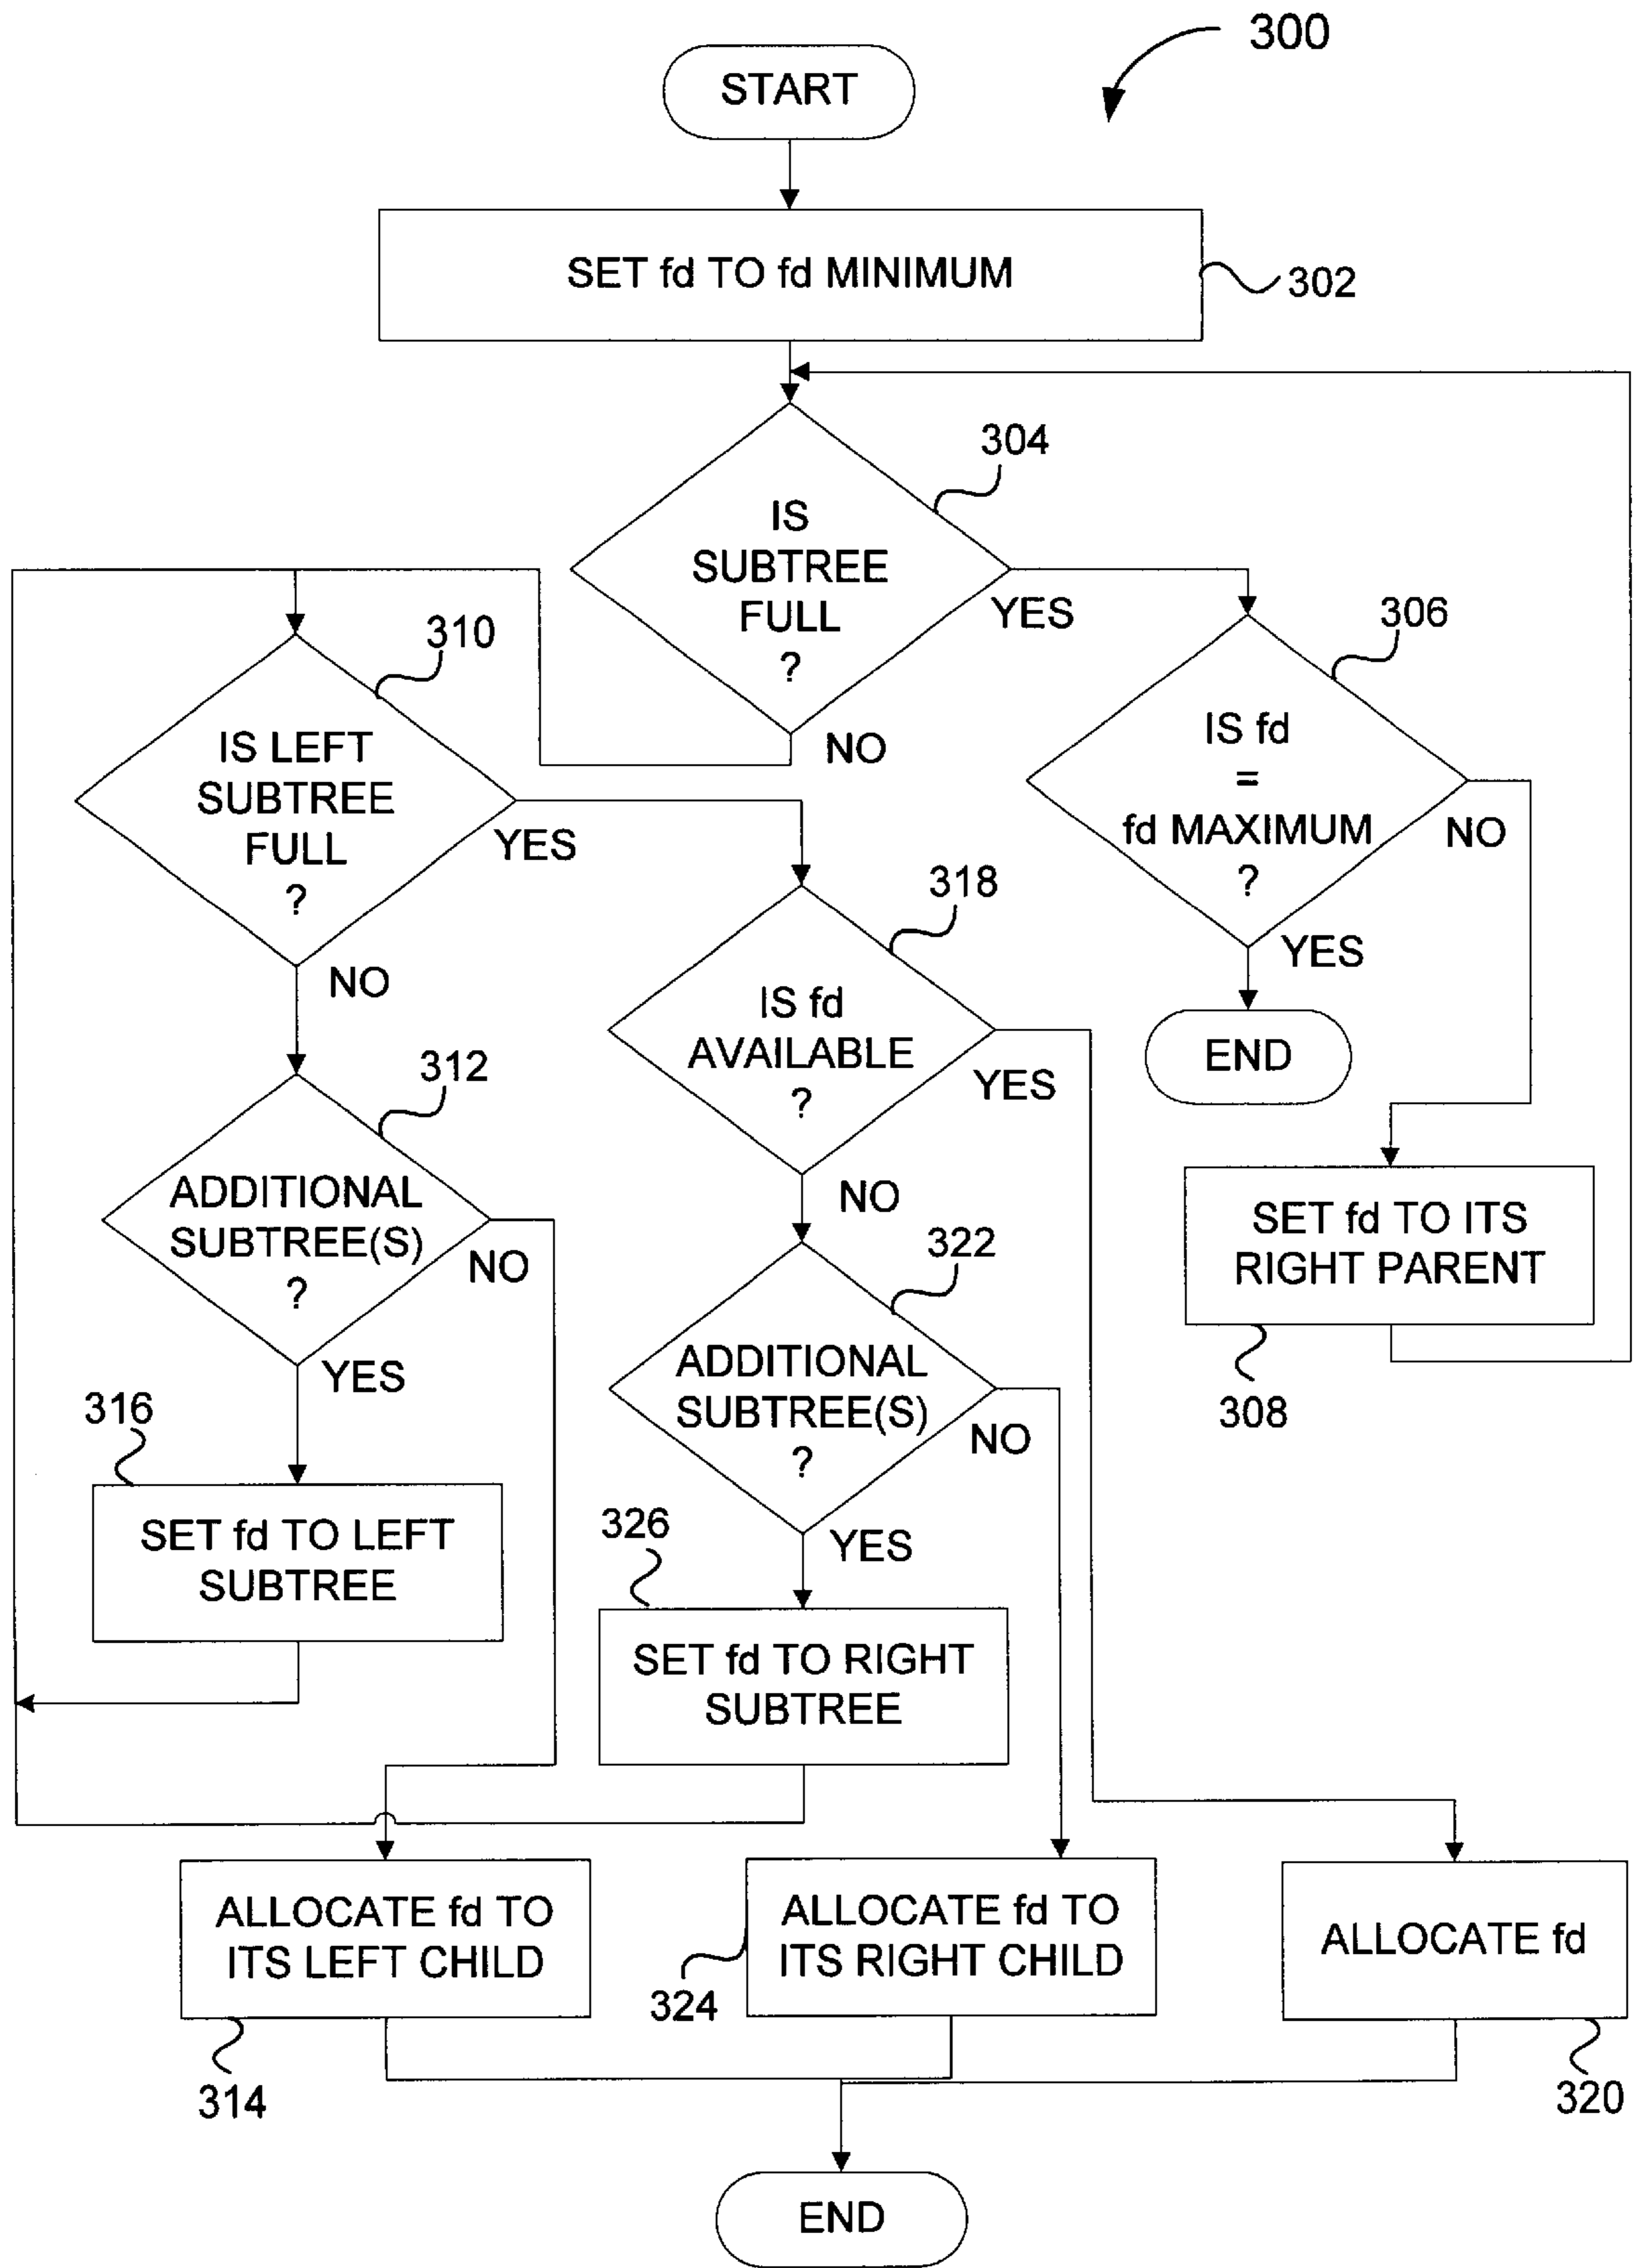 300
START
SET fd TO fd MINIMUM
302
304
IS
SUBTREE
FULL
?
YES
NO
306
IS fd
=
fd MAXIMUM
?
NO
YES
END
310
IS LEFT
SUBTREE
FULL
?
YES
NO
318
IS fd
AVAILABLE
?
YES
NO
312
ADDITIONAL
SUBTREE(S)
?
NO
YES
SET fd TO ITS
RIGHT PARENT
308
322
ADDITIONAL
SUBTREE(S)
?
NO
YES
316
SET fd TO LEFT
SUBTREE
326
SET fd TO RIGHT
SUBTREE
ALLOCATE fd TO
ITS LEFT CHILD
314
ALLOCATE fd TO
ITS RIGHT CHILD
324
ALLOCATE fd
320
END